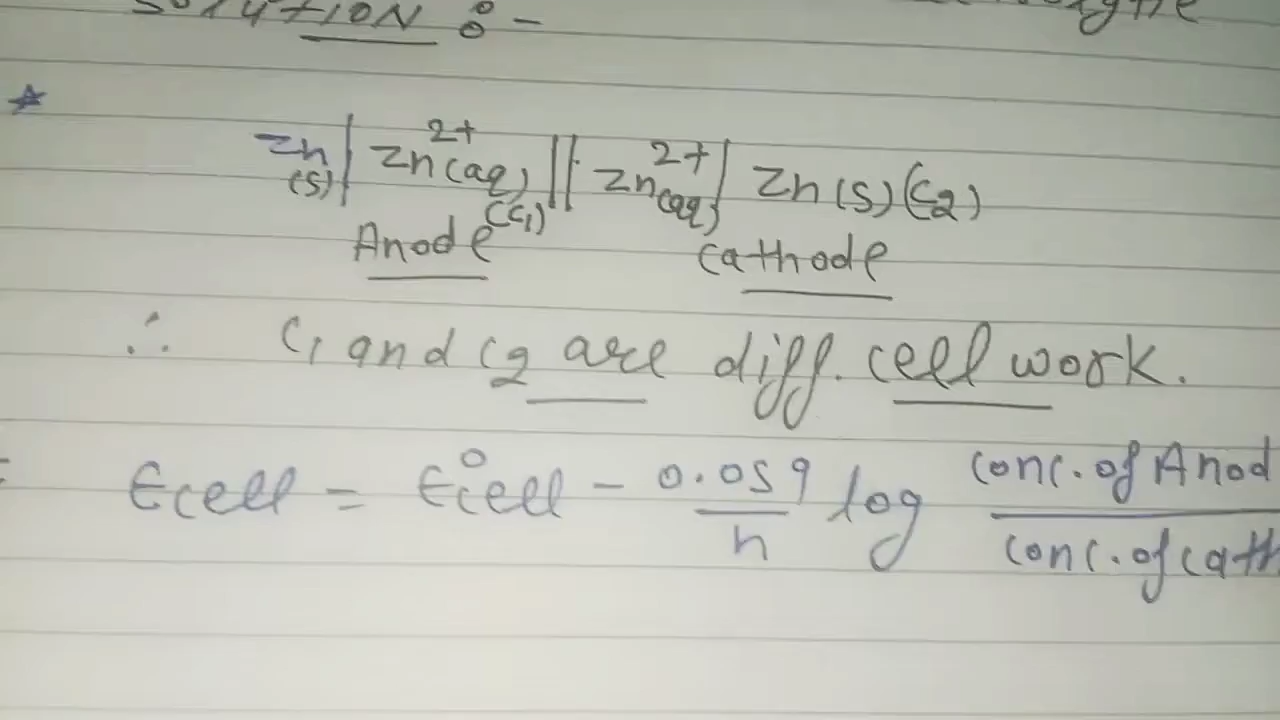 SOLUTION :-
Zn(s) | Zn²⁺(aq) (C₁) || Zn²⁺(aq) | Zn(s) (C₂)
Anode cathode
∴ C₁ and C₂ are diff. cell work.
Ecell = E°cell - 0.059/n log conc. of Anod/conc. of cath